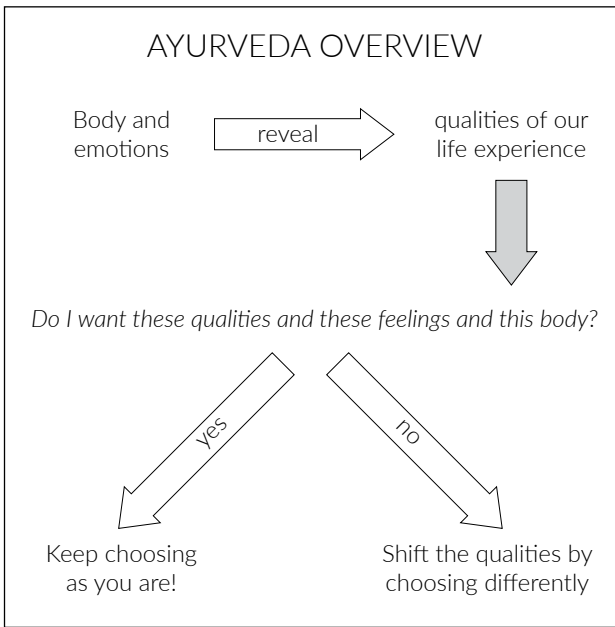 AYURVEDA OVERVIEW
Body and
emotions
reveal
qualities of our
life experience
Do I want these qualities and these feelings and this body?
yes
no
Keep choosing
as you are!
Shift the qualities by
choosing differently